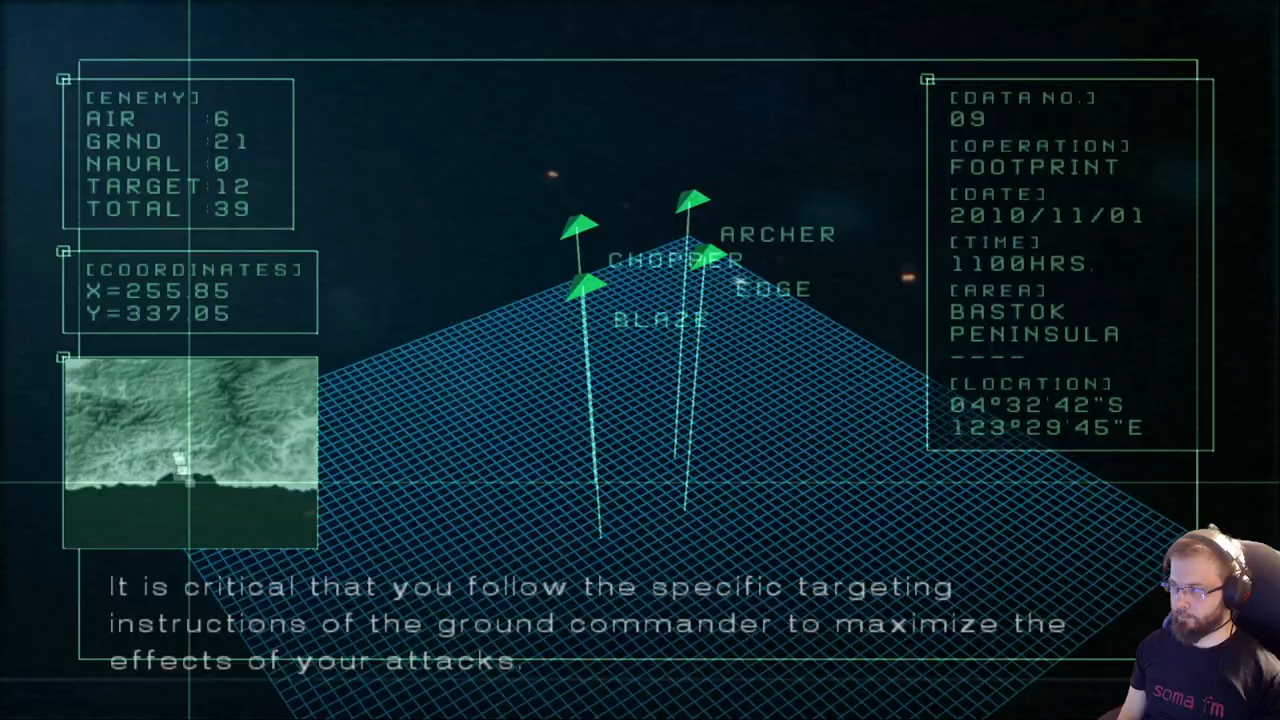 [ENEMY]
AIR :6
GRND :21
NAVAL :0
TARGET:12
TOTAL :39
[COORDINATES]
X=255.85
Y=337.05
ARCHER
CHOPPER
EDGE
BLAZE
[DATA NO.]
09
[OPERATION]
FOOTPRINT
[DATE]
2010/11/01
[TIME]
1100HRS.
[AREA]
BASTOK
PENINSULA
----
[LOCATION]
04°32'42"S
123°29'45"E
It is critical that you follow the specific targeting
instructions of the ground commander to maximize the
effects of your attacks.
soma fm